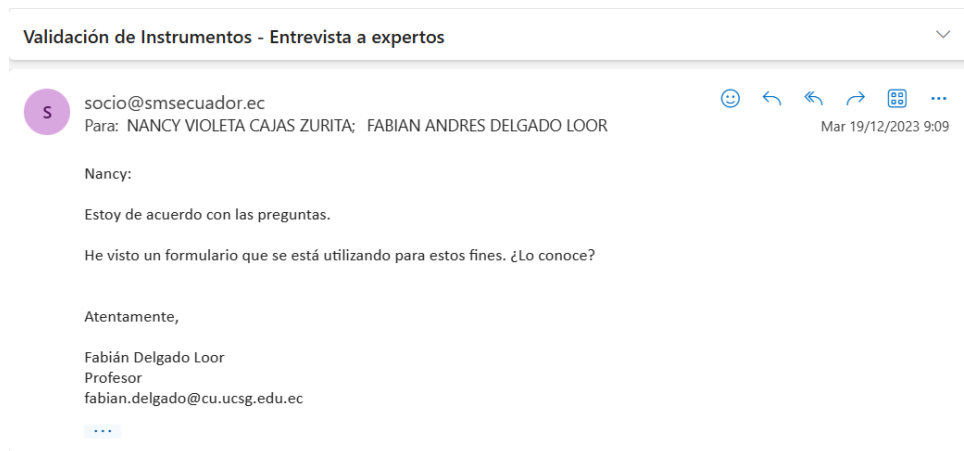 Validación de Instrumentos - Entrevista a expertos
S
socio@smsecuador.ec
Para: NANCY VIOLETA CAJAS ZURITA; FABIAN ANDRES DELGADO LOOR
Mar 19/12/2023 9:09
Nancy:
Estoy de acuerdo con las preguntas.
He visto un formulario que se está utilizando para estos fines. ¿Lo conoce?
Atentamente,
Fabián Delgado Loor
Profesor
fabian.delgado@cu.ucsg.edu.ec